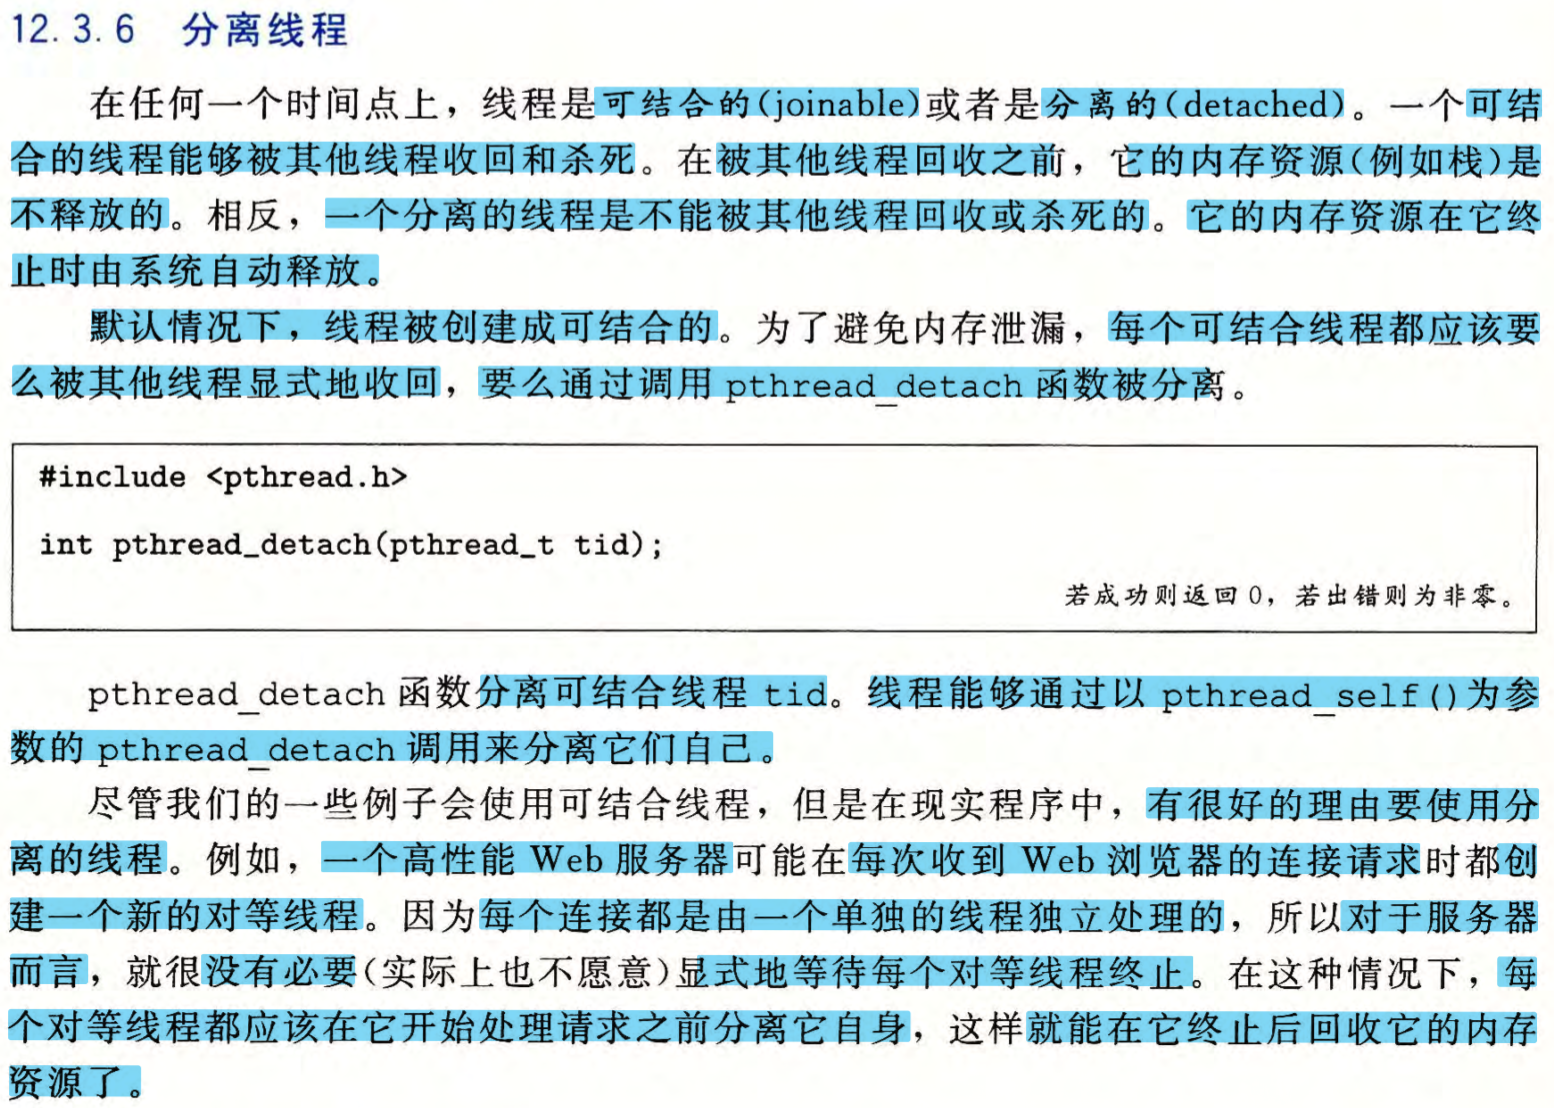 12.3.6 分离线程
在任何一个时间点上，线程是可结合的(joinable)或者是分离的(detached)。一个可结
合的线程能够被其他线程收回和杀死。在被其他线程回收之前，它的内存资源(例如栈)是
不释放的。相反，一个分离的线程是不能被其他线程回收或杀死的。它的内存资源在它终
止时由系统自动释放。
默认情况下，线程被创建成可结合的。为了避免内存泄漏，每个可结合线程都应该要
么被其他线程显式地收回，要么通过调用 pthread_detach 函数被分离。
#include <pthread.h>
int pthread_detach(pthread_t tid);
若成功则返回 0，若出错则为非零。
pthread_detach 函数分离可结合线程 tid。线程能够通过以 pthread_self()为参
数的 pthread_detach 调用来分离它们自己。
尽管我们的一些例子会使用可结合线程，但是在现实程序中，有很好的理由要使用分
离的线程。例如，一个高性能 Web 服务器可能在每次收到 Web 浏览器的连接请求时都创
建一个新的对等线程。因为每个连接都是由一个单独的线程独立处理的，所以对于服务器
而言，就很没有必要(实际上也不愿意)显式地等待每个对等线程终止。在这种情况下，每
个对等线程都应该在它开始处理请求之前分离它自身，这样就能在它终止后回收它的内存
资源了。